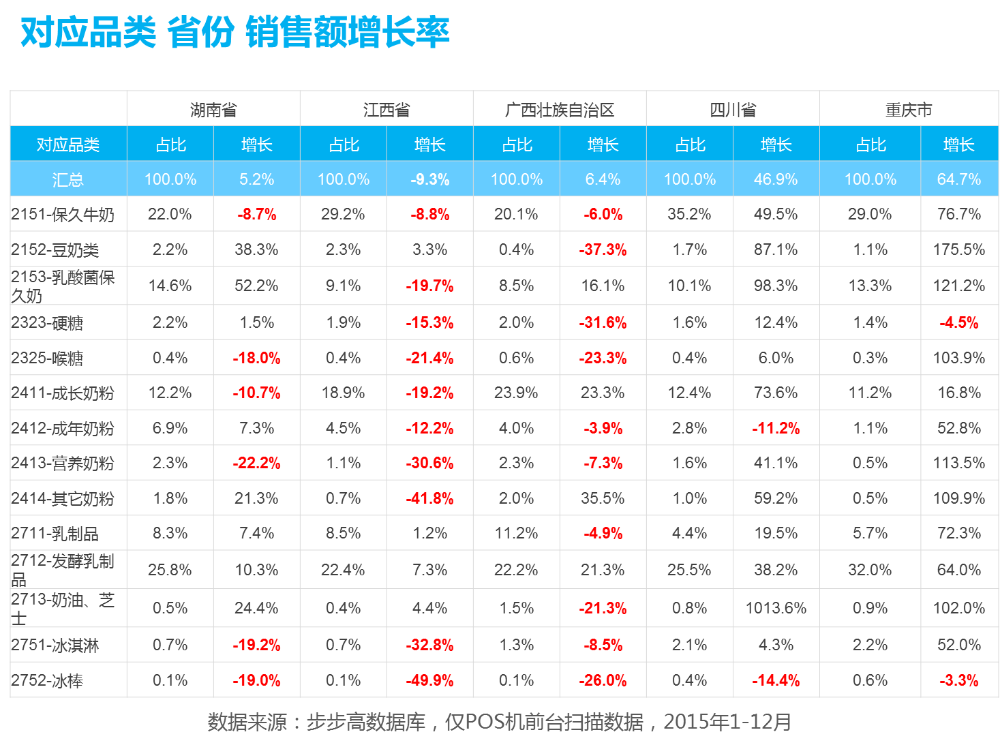 对应品类 省份 销售额增长率
湖南省 江西省 广西壮族自治区 四川省 重庆市
对应品类 占比 增长 占比 增长 占比 增长 占比 增长 占比 增长
汇总 100.0% 5.2% 100.0% -9.3% 100.0% 6.4% 100.0% 46.9% 100.0% 64.7%
2151-保久牛奶 22.0% -8.7% 29.2% -8.8% 20.1% -6.0% 35.2% 49.5% 29.0% 76.7%
2152-豆奶类 2.2% 38.3% 2.3% 3.3% 0.4% -37.3% 1.7% 87.1% 1.1% 175.5%
2153-乳酸菌保
久奶 14.6% 52.2% 9.1% -19.7% 8.5% 16.1% 10.1% 98.3% 13.3% 121.2%
2323-硬糖 2.2% 1.5% 1.9% -15.3% 2.0% -31.6% 1.6% 12.4% 1.4% -4.5%
2325-喉糖 0.4% -18.0% 0.4% -21.4% 0.6% -23.3% 0.4% 6.0% 0.3% 103.9%
2411-成长奶粉 12.2% -10.7% 18.9% -19.2% 23.9% 23.3% 12.4% 73.6% 11.2% 16.8%
2412-成年奶粉 6.9% 7.3% 4.5% -12.2% 4.0% -3.9% 2.8% -11.2% 1.1% 52.8%
2413-营养奶粉 2.3% -22.2% 1.1% -30.6% 2.3% -7.3% 1.6% 41.1% 0.5% 113.5%
2414-其它奶粉 1.8% 21.3% 0.7% -41.8% 2.0% 35.5% 1.0% 59.2% 0.5% 109.9%
2711-乳制品 8.3% 7.4% 8.5% 1.2% 11.2% -4.9% 4.4% 19.5% 5.7% 72.3%
2712-发酵乳制
品 25.8% 10.3% 22.4% 7.3% 22.2% 21.3% 25.5% 38.2% 32.0% 64.0%
2713-奶油、芝
士 0.5% 24.4% 0.4% 4.4% 1.5% -21.3% 0.8% 1013.6% 0.9% 102.0%
2751-冰淇淋 0.7% -19.2% 0.7% -32.8% 1.3% -8.5% 2.1% 4.3% 2.2% 52.0%
2752-冰棒 0.1% -19.0% 0.1% -49.9% 0.1% -26.0% 0.4% -14.4% 0.6% -3.3%
数据来源：步步高数据库，仅POS机前台扫描数据，2015年1-12月